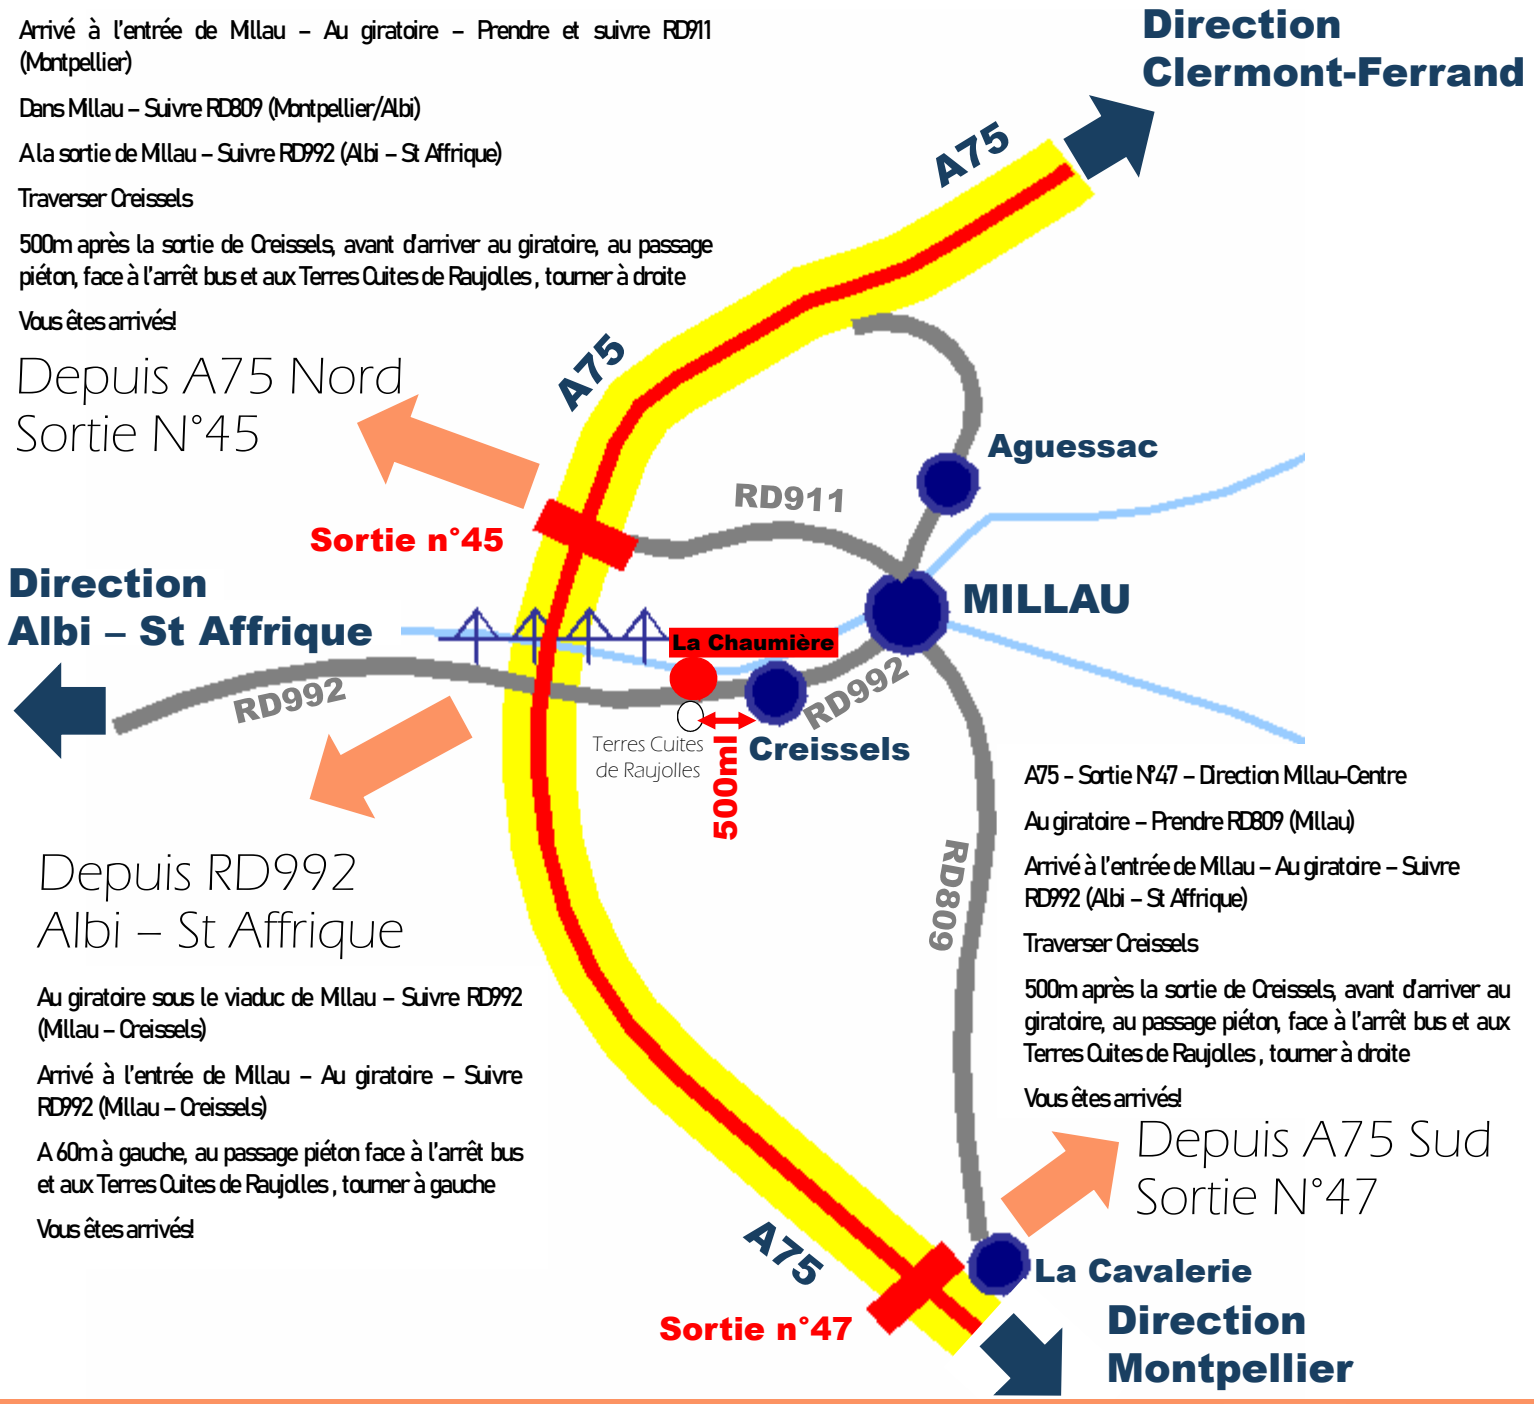 Arrivé à l'entrée de Millau – Au giratoire – Prendre et suivre RD911
(Montpellier)
Dans Millau – Suivre RD809 (Montpellier/Albi)
A la sortie de Millau – Suivre RD992 (Albi – St Affrique)
Traverser Creissels
500m après la sortie de Creissels, avant d'arriver au giratoire, au passage
piéton, face à l'arrêt bus et aux Terres Cuites de Raujolles , tourner à droite
Vous êtes arrivés!
Depuis A75 Nord
Sortie N°45
Direction
Clermont-Ferrand
A75
A75
Aguessac
RD911
Sortie n°45
Direction
Albi – St Affrique
MILLAU
La Chaumière
RD992
RD992
Terres Cuites
de Raujolles
500ml
Creissels
RD809
Depuis RD992
Albi – St Affrique
Au giratoire sous le viaduc de Millau – Suivre RD992
(Millau – Creissels)
Arrivé à l'entrée de Millau – Au giratoire – Suivre
RD992 (Millau – Creissels)
A 60m à gauche, au passage piéton face à l'arrêt bus
et aux Terres Cuites de Raujolles , tourner à gauche
Vous êtes arrivés!
A75 - Sortie N°47 – Direction Millau-Centre
Au giratoire – Prendre RD809 (Millau)
Arrivé à l'entrée de Millau – Au giratoire – Suivre
RD992 (Albi – St Affrique)
Traverser Creissels
500m après la sortie de Creissels, avant d'arriver au
giratoire, au passage piéton, face à l'arrêt bus et aux
Terres Cuites de Raujolles , tourner à droite
Vous êtes arrivés!
Depuis A75 Sud
Sortie N°47
A75
La Cavalerie
Sortie n°47
Direction
Montpellier